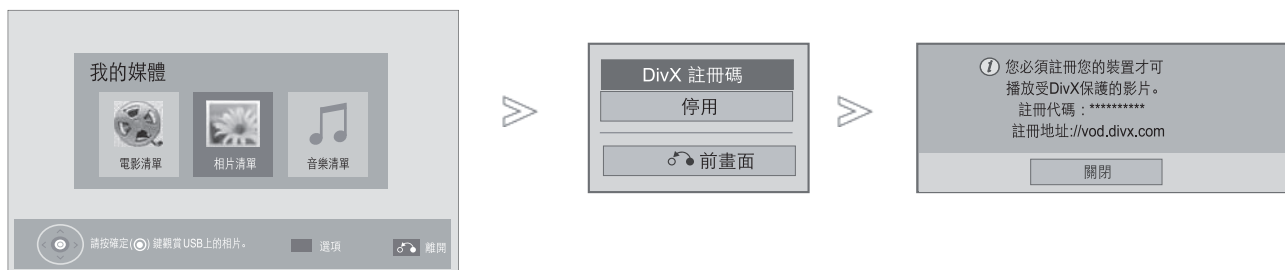 我的媒體
電影清單
相片清單
音樂清單
請按確定(◉) 鍵觀賞USB上的相片。
選項
離開
DivX 註冊碼
停用
前畫面
您必須註冊您的裝置才可
播放受DivX保護的影片。
註冊代碼：**********
註冊地址://vod.divx.com
關閉